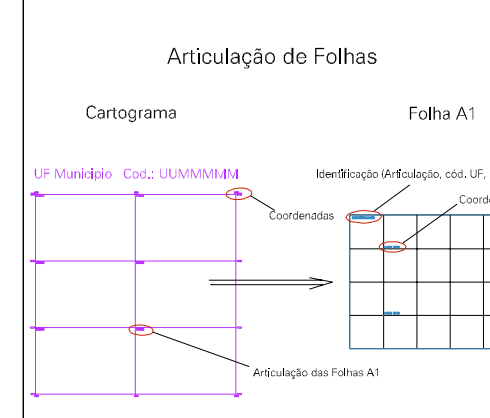 Articulação de Folhas
Cartograma
Folha A1
UF Municipio Cod.: UUMMMMM
Identificação (Articulação, cód. UF,
Coordenadas
Articulação das Folhas A1